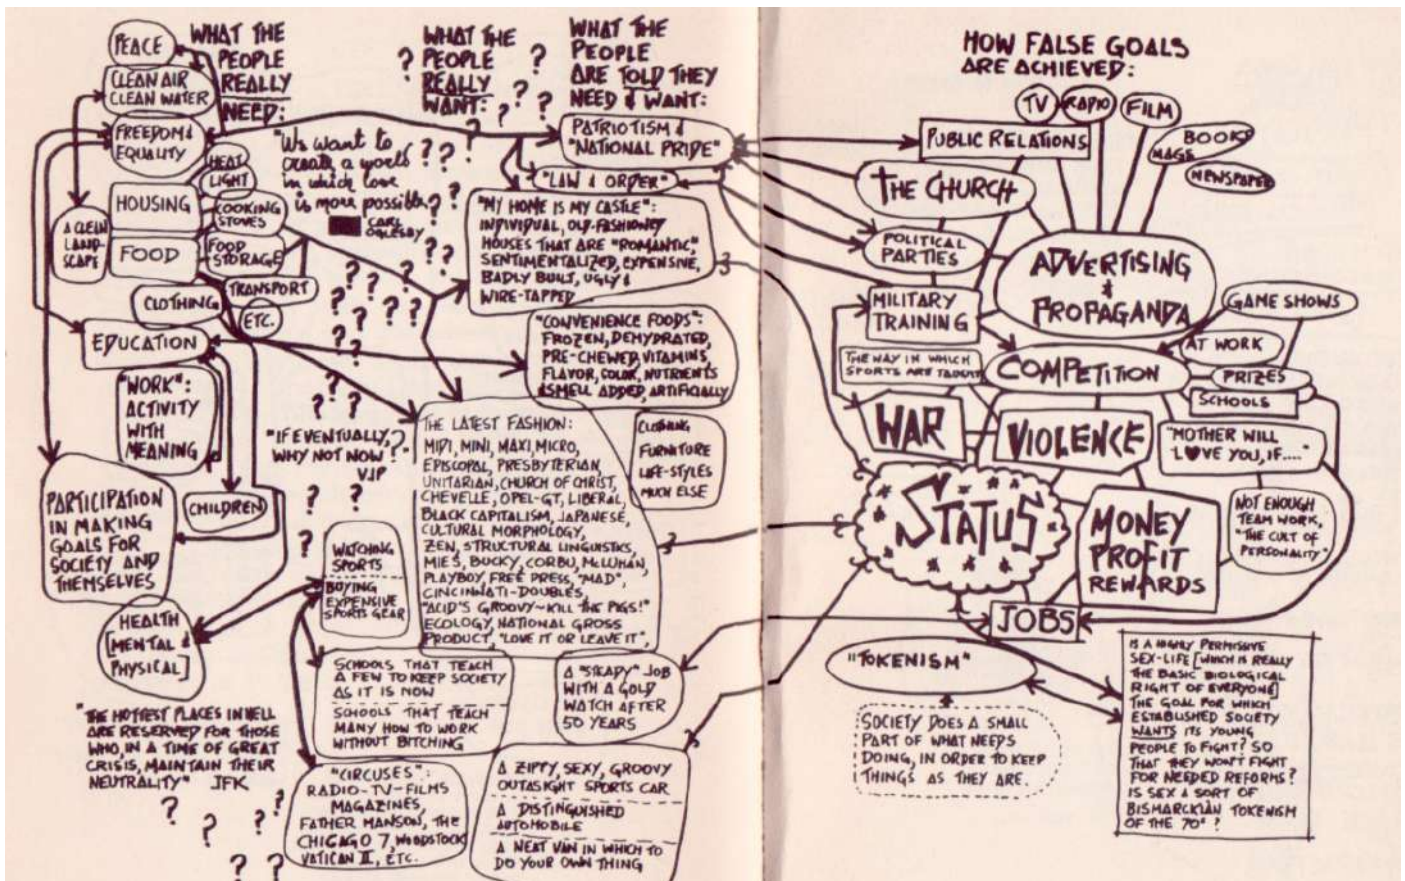 WHAT THE
PEOPLE
REALLY
NEED:
PEACE
CLEAN AIR
CLEAN WATER
FREEDOM &
EQUALITY
HEAT
LIGHT
HOUSING
COOKING
STOVES
A CLEAN
LAND-
SCAPE
FOOD
FOOD
STORAGE
TRANSPORT
CLOTHING
ETC.
EDUCATION
"WORK":
ACTIVITY
WITH
MEANING
PARTICIPATION
IN MAKING
GOALS FOR
SOCIETY AND
THEMSELVES
CHILDREN
HEALTH
[MENTAL &
PHYSICAL]
"THE HOTTEST PLACES IN HELL
ARE RESERVED FOR THOSE
WHO, IN A TIME OF GREAT
CRISIS, MAINTAIN THEIR
NEUTRALITY" JFK
WHAT THE
PEOPLE
REALLY
WANT:
"We want to
create a world
in which love
is more possible
CARL
OGLESBY
"IF EVENTUALLY,
WHY NOT NOW?"
VJP
WHAT THE
PEOPLE
ARE TOLD THEY
NEED & WANT:
PATRIOTISM &
"NATIONAL PRIDE"
"LAW & ORDER"
"MY HOME IS MY CASTLE":
INDIVIDUAL, OLD-FASHIONED
HOUSES THAT ARE "ROMANTIC",
SENTIMENTALIZED, EXPENSIVE,
BADLY BUILT, UGLY &
WIRE-TAPPED
"CONVENIENCE FOODS":
FROZEN, DEHYDRATED,
PRE-CHEWED, VITAMINS,
FLAVOR, COLOR, NUTRIENTS
& SMELL ADDED, ARTIFICIALLY
THE LATEST FASHION:
MIDI, MINI, MAXI, MICRO,
EPISCOPAL, PRESBYTERIAN,
UNITARIAN, CHURCH OF CHRIST,
CHEVELLE, OPEL-GT, LIBERAL,
BLACK CAPITALISM, JAPANESE,
CULTURAL MORPHOLOGY,
ZEN, STRUCTURAL LINGUISTICS,
MIES, BUCKY, CORBU, McLUHAN,
PLAYBOY, FREE PRESS, "MAD",
CINCINNATI-DOUBLES,
"ACID'S GROOVY~KILL THE PIGS!"
ECOLOGY, NATIONAL GROSS
PRODUCT, "LOVE IT OR LEAVE IT",
CLOTHING
FURNITURE
LIFE-STYLES
MUCH ELSE
WATCHING
SPORTS
BUYING
EXPENSIVE
SPORTS GEAR
SCHOOLS THAT TEACH
A FEW TO KEEP SOCIETY
AS IT IS NOW
SCHOOLS THAT TEACH
MANY HOW TO WORK
WITHOUT BITCHING
A "STEADY" JOB
WITH A GOLD
WATCH AFTER
50 YEARS
"CIRCUSES":
RADIO-TV-FILMS
MAGAZINES,
FATHER MANSON, THE
CHICAGO 7, WOODSTOCK
VATICAN II, ETC.
A ZIPPY, SEXY, GROOVY
OUTASIGHT SPORTS CAR
A DISTINGUISHED
AUTOMOBILE
A NEAT VAN IN WHICH TO
DO YOUR OWN THING
HOW FALSE GOALS
ARE ACHIEVED:
TV
RADIO
FILM
BOOKS
MAGS
NEWSPAPER
PUBLIC RELATIONS
THE CHURCH
POLITICAL
PARTIES
ADVERTISING
&
PROPAGANDA
MILITARY
TRAINING
GAME SHOWS
AT WORK
THE WAY IN WHICH
SPORTS ARE TAUGHT
COMPETITION
PRIZES
SCHOOLS
WAR
VIOLENCE
"MOTHER WILL
L♥VE YOU, IF...."
STATUS
MONEY
PROFIT
REWARDS
NOT ENOUGH
TEAM WORK,
"THE CULT OF
PERSONALITY"
JOBS
"TOKENISM"
SOCIETY DOES A SMALL
PART OF WHAT NEEDS
DOING, IN ORDER TO KEEP
THINGS AS THEY ARE.
IS A HIGHLY PERMISSIVE
SEX-LIFE [WHICH IS REALLY
THE BASIC BIOLOGICAL
RIGHT OF EVERYONE]
THE GOAL FOR WHICH
ESTABLISHED SOCIETY
WANTS ITS YOUNG
PEOPLE TO FIGHT? SO
THAT THEY WON'T FIGHT
FOR NEEDED REFORMS?
IS SEX A SORT OF
BISMARCKIAN TOKENISM
OF THE 70s?